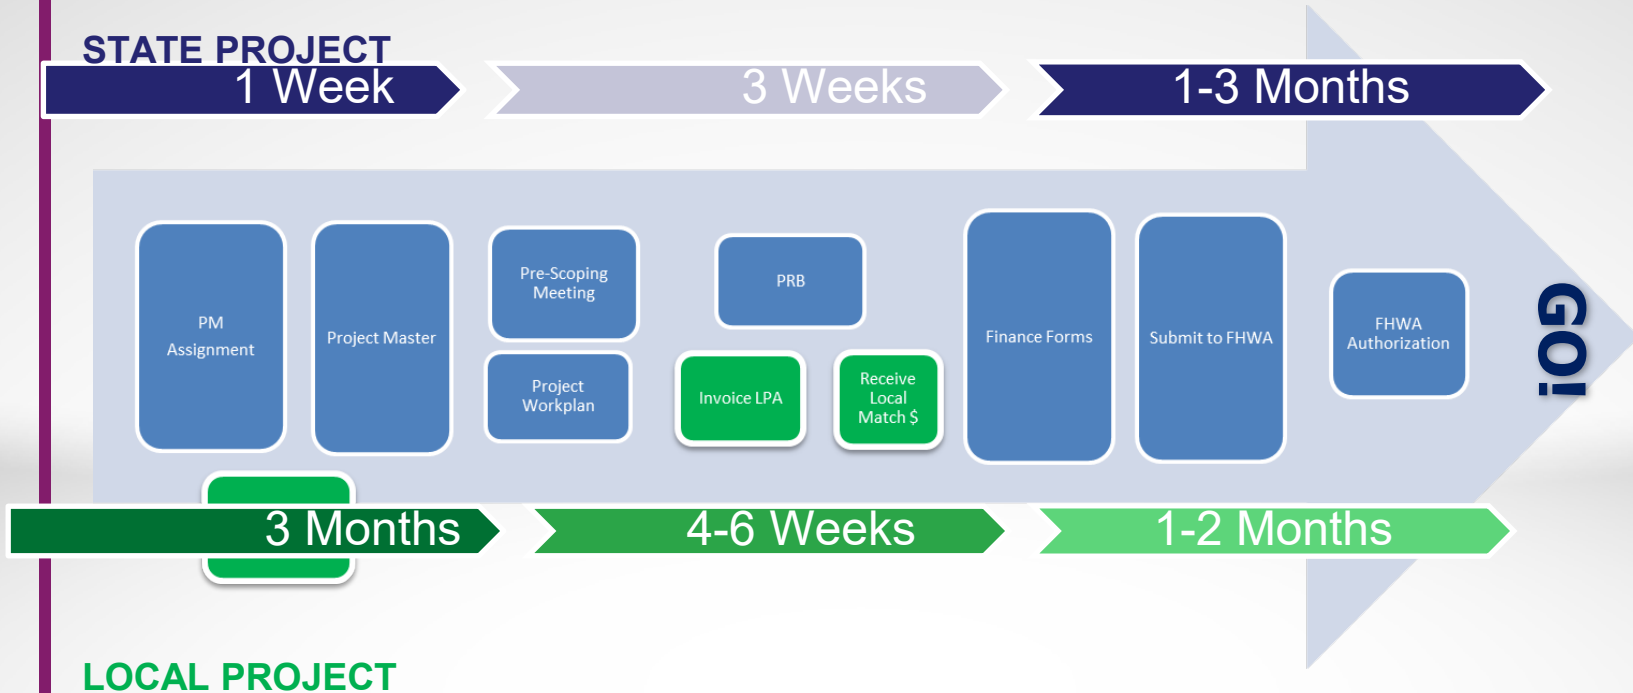 STATE PROJECT
1 Week
3 Weeks
1-3 Months
PM
Assignment
Project Master
Pre-Scoping
Meeting
Project
Workplan
PRB
Invoice LPA
Receive
Local
Match $
Finance Forms
Submit to FHWA
FHWA
Authorization
GO!
3 Months
4-6 Weeks
1-2 Months
LOCAL PROJECT